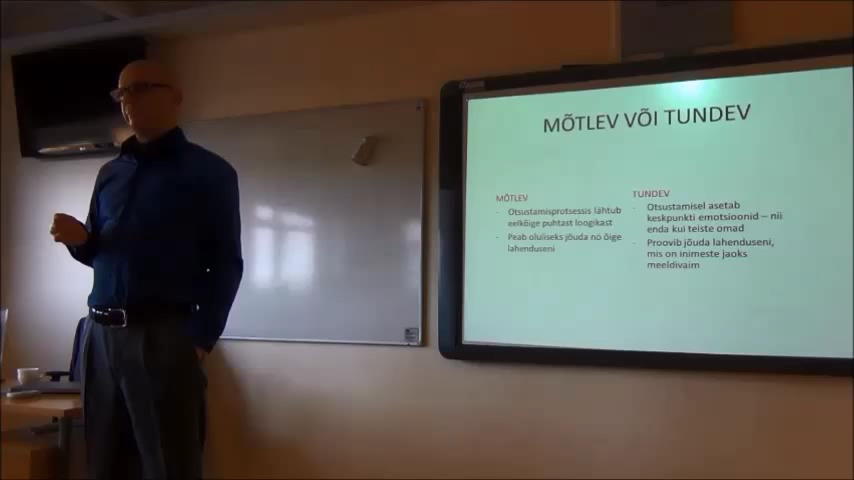 MÕTLEV VÕI TUNDEV
MÕTLEV
- Otsustamisprotsessis lähtub
eelkõige puhtast loogikast
- Peab oluliseks jõuda nö õige
lahenduseni
TUNDEV
- Otsustamisel asetab
keskpunkti emotsioonid – nii
enda kui teiste omad
- Proovib jõuda lahenduseni,
mis on inimeste jaoks
meeldivaim